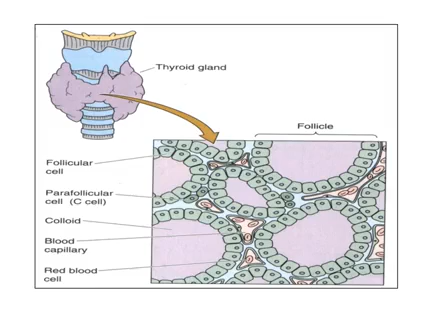 Thyroid gland
Follicle
Follicular
cell
Parafollicular
cell (C cell)
Colloid
Blood
capillary
Red blood
cell